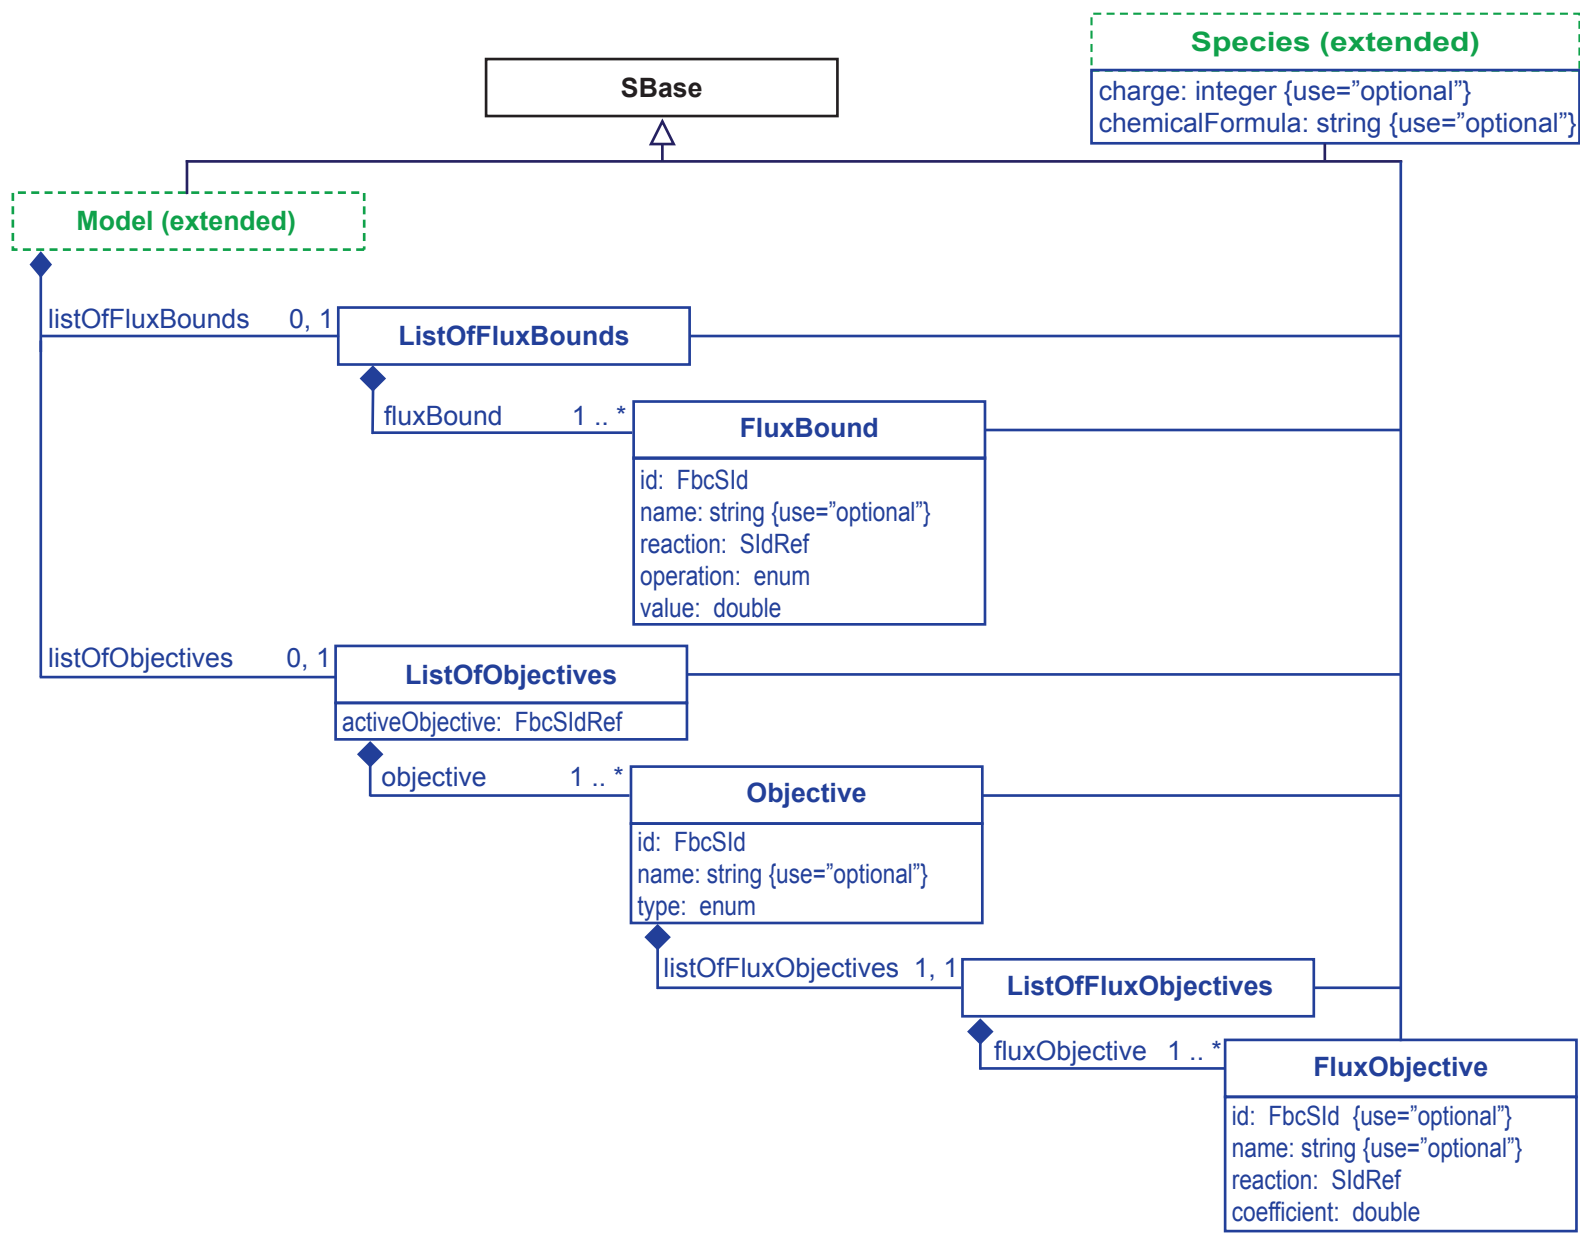 Species (extended)
charge: integer {use=”optional”}
chemicalFormula: string {use=”optional”}
SBase
Model (extended)
listOfFluxBounds 0, 1
ListOfFluxBounds
fluxBound 1 .. *
FluxBound
id: FbcSId
name: string {use=”optional”}
reaction: SIdRef
operation: enum
value: double
listOfObjectives 0, 1
ListOfObjectives
activeObjective: FbcSIdRef
objective 1 .. *
Objective
id: FbcSId
name: string {use=”optional”}
type: enum
listOfFluxObjectives 1, 1
ListOfFluxObjectives
fluxObjective 1 .. *
FluxObjective
id: FbcSId {use=”optional”}
name: string {use=”optional”}
reaction: SIdRef
coefficient: double